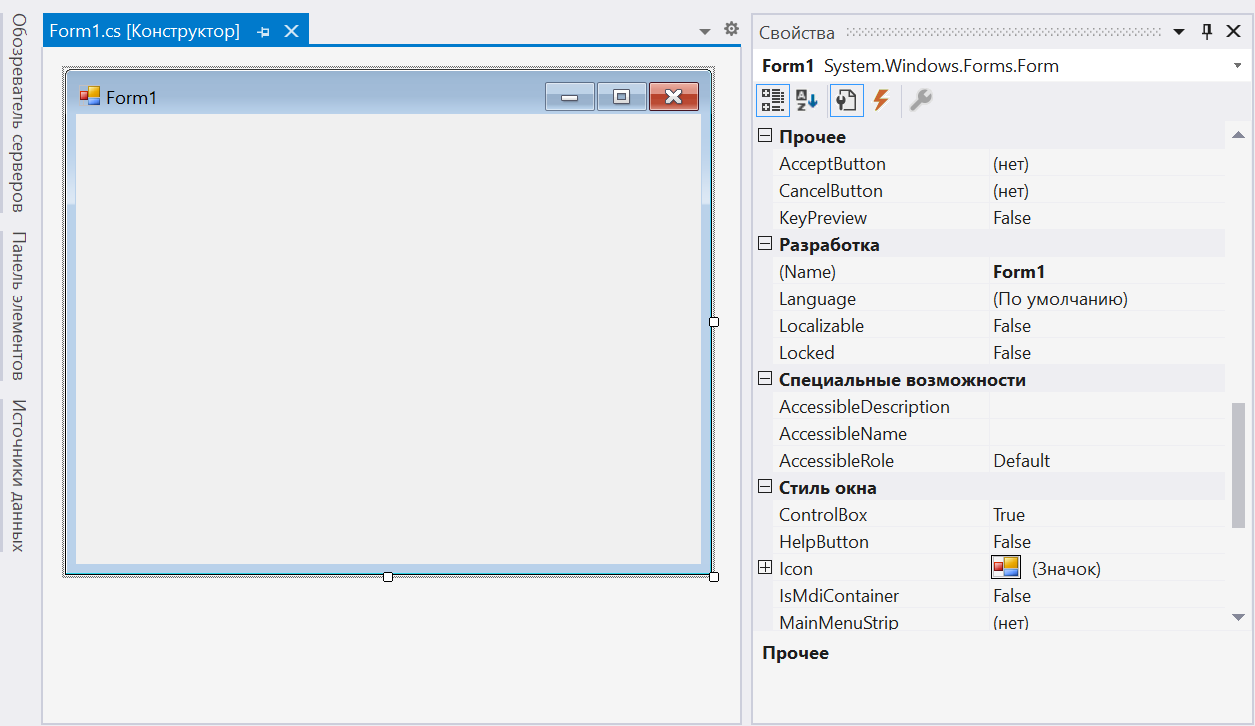 Обозреватель серверов
Панель элементов
Источники данных
Form1.cs [Конструктор]
Form1
Свойства
Form1 System.Windows.Forms.Form
A
Z
Прочее
AcceptButton (нет)
CancelButton (нет)
KeyPreview False
Разработка
(Name) Form1
Language (По умолчанию)
Localizable False
Locked False
Специальные возможности
AccessibleDescription
AccessibleName
AccessibleRole Default
Стиль окна
ControlBox True
HelpButton False
Icon (Значок)
IsMdiContainer False
MainMenuStrip (нет)
Прочее